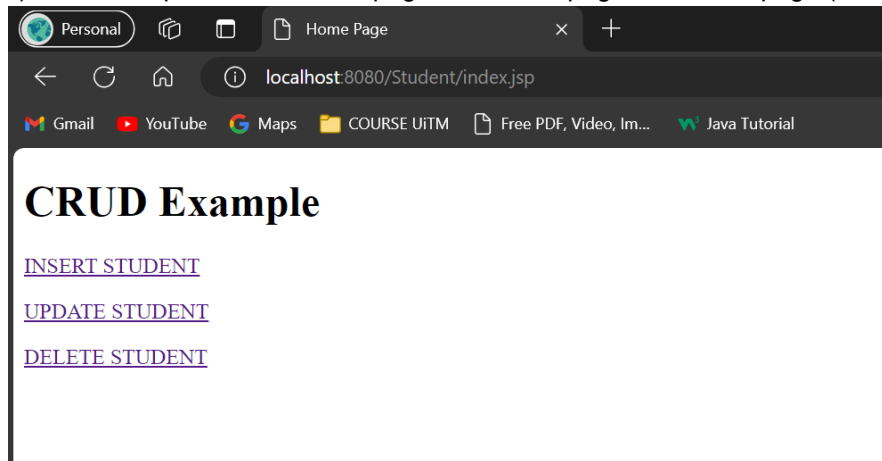 Personal
Home Page
localhost:8080/Student/index.jsp
Gmail YouTube Maps COURSE UiTM Free PDF, Video, Im... Java Tutorial
CRUD Example
INSERT STUDENT
UPDATE STUDENT
DELETE STUDENT